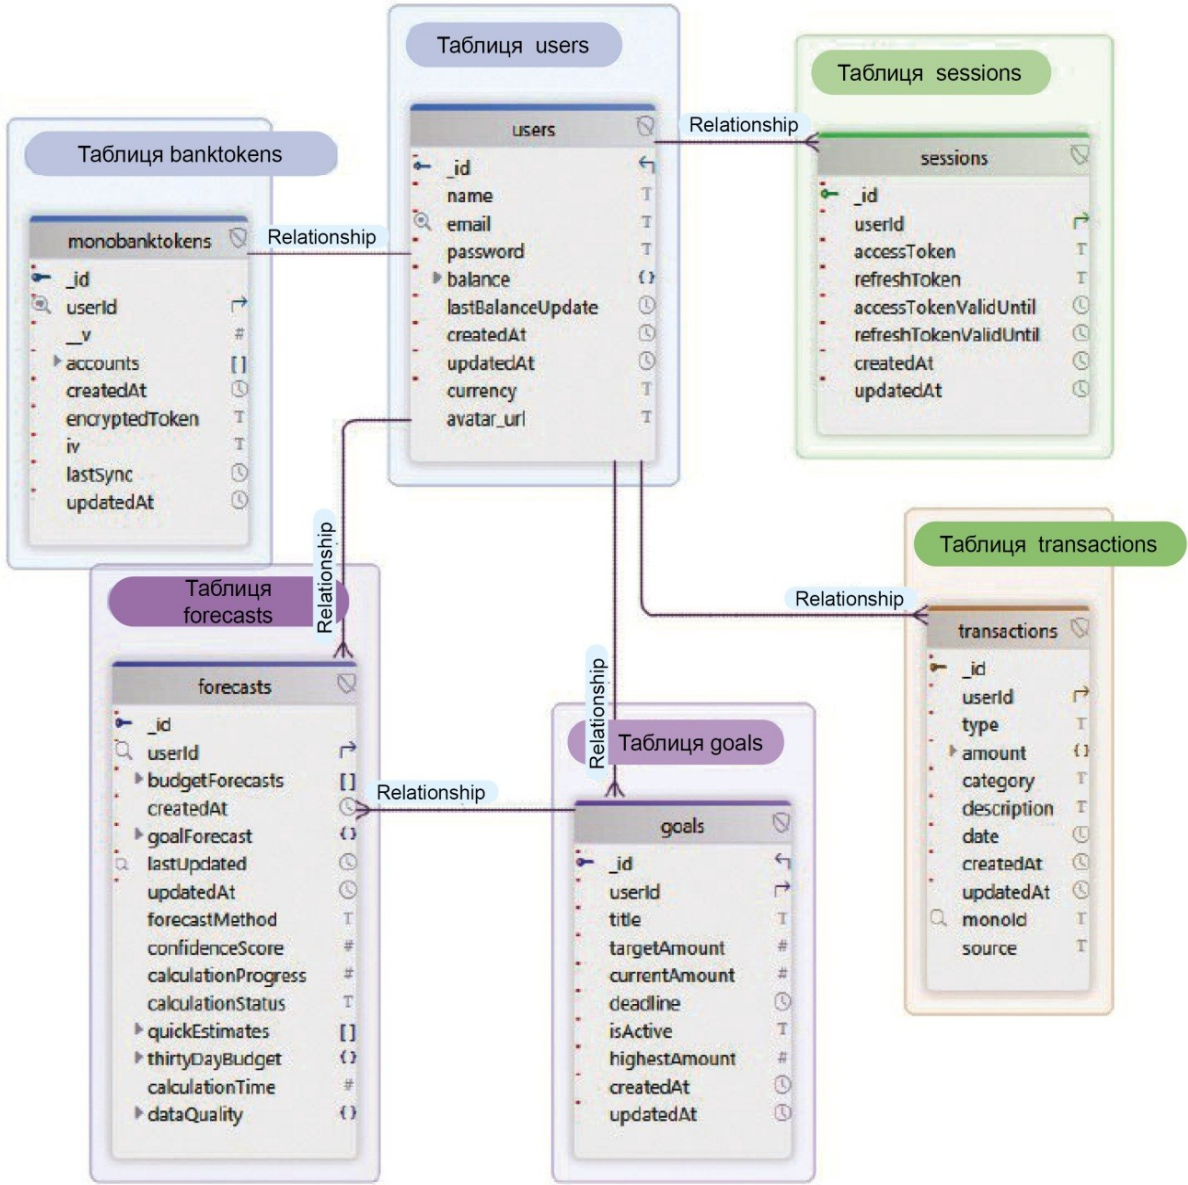 Таблиця users
users
_id
name
email
password
balance
lastBalanceUpdate
createdAt
updatedAt
currency
avatar_url
Relationship
Таблиця sessions
sessions
_id
userId
accessToken
refreshToken
accessTokenValidUntil
refreshTokenValidUntil
createdAt
updatedAt
Таблиця banktokens
monobanktokens
_id
userId
__v
accounts
createdAt
encryptedToken
iv
lastSync
updatedAt
Relationship
Relationship
Relationship
Relationship
Таблиця transactions
transactions
_id
userId
type
amount
category
description
date
createdAt
updatedAt
monoId
source
Таблиця
forecasts
forecasts
_id
userId
budgetForecasts
createdAt
goalForecast
lastUpdated
updatedAt
forecastMethod
confidenceScore
calculationProgress
calculationStatus
quickEstimates
thirtyDayBudget
calculationTime
dataQuality
Relationship
Таблиця goals
goals
_id
userId
title
targetAmount
currentAmount
deadline
isActive
highestAmount
createdAt
updatedAt